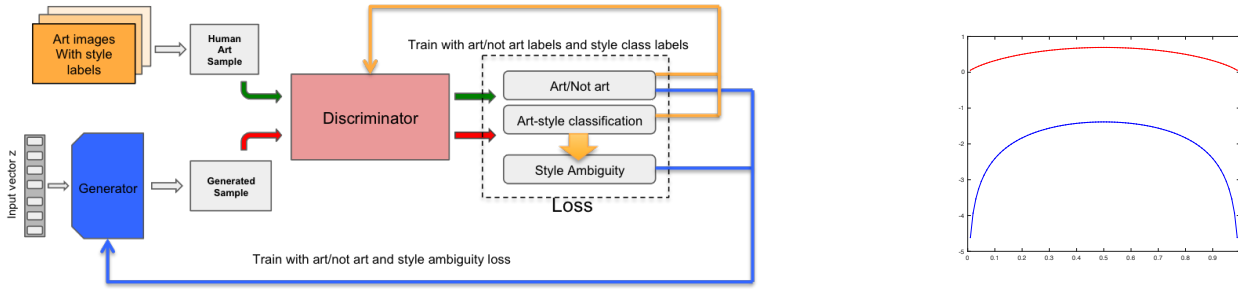 Art images
With style
labels
Human
Art
Sample
Train with art/not art labels and style class labels
Discriminator
Art/Not art
Art-style classification
Style Ambiguity
Loss
Input vector z
Generator
Generated
Sample
Train with art/not art and style ambiguity loss
1
0
-1
-2
-3
-4
-5
0 0.1 0.2 0.3 0.4 0.5 0.6 0.7 0.8 0.9